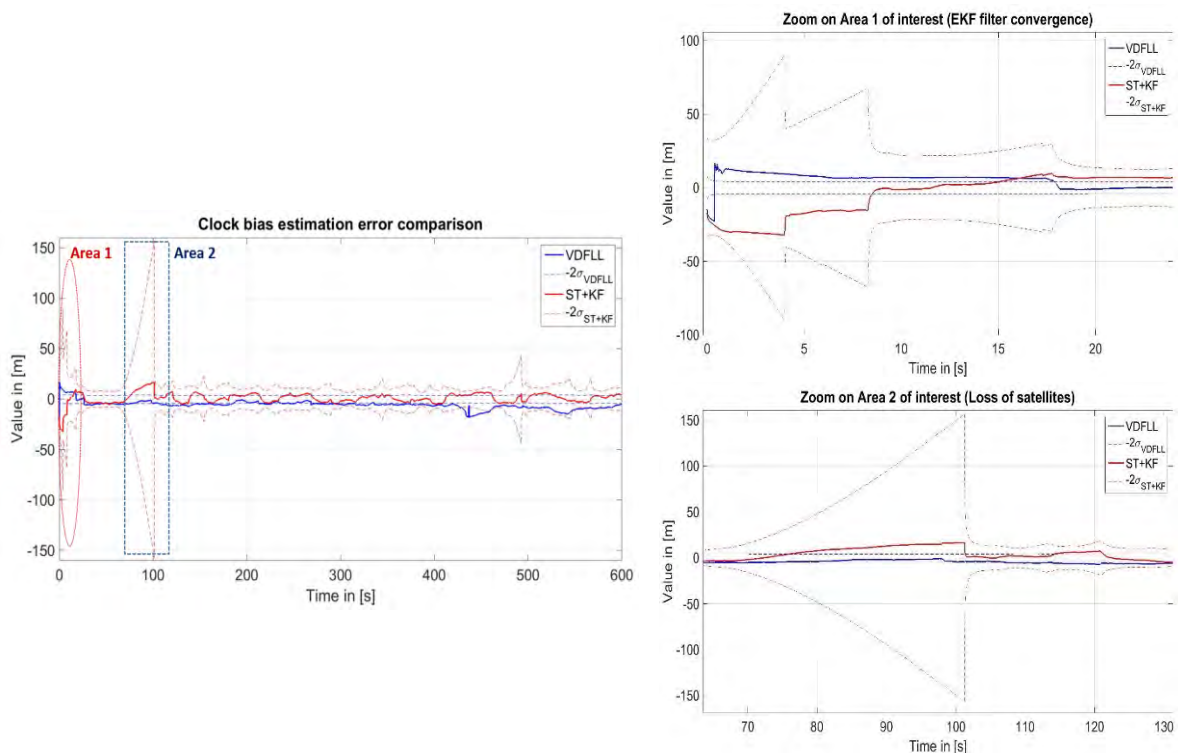 Clock bias estimation error comparison
Area 1
Area 2
VDFLL
-2σVDFLL
ST+KF
-2σST+KF
Value in [m]
150
100
50
0
-50
-100
-150
0
100
200
300
400
500
600
Time in [s]
Zoom on Area 1 of interest (EKF filter convergence)
VDFLL
-2σVDFLL
ST+KF
-2σST+KF
Value in [m]
100
50
0
-50
-100
0
5
10
15
20
Time in [s]
Zoom on Area 2 of interest (Loss of satellites)
VDFLL
-2σVDFLL
ST+KF
-2σST+KF
Value in [m]
150
100
50
0
-50
-100
-150
70
80
90
100
110
120
130
Time in [s]